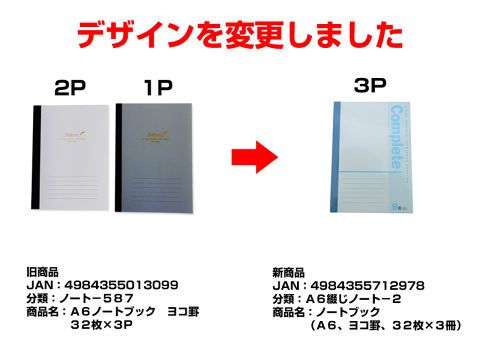 デザインを変更しました
2P
1P
3P
Complete
旧商品
JAN：4984355013099
分類：ノート－５８７
商品名：Ａ６ノートブック　ヨコ罫
３２枚×３Ｐ
新商品
JAN：4984355712978
分類：Ａ６綴じノート－２
商品名：ノートブック
（Ａ６、ヨコ罫、３２枚×３冊）